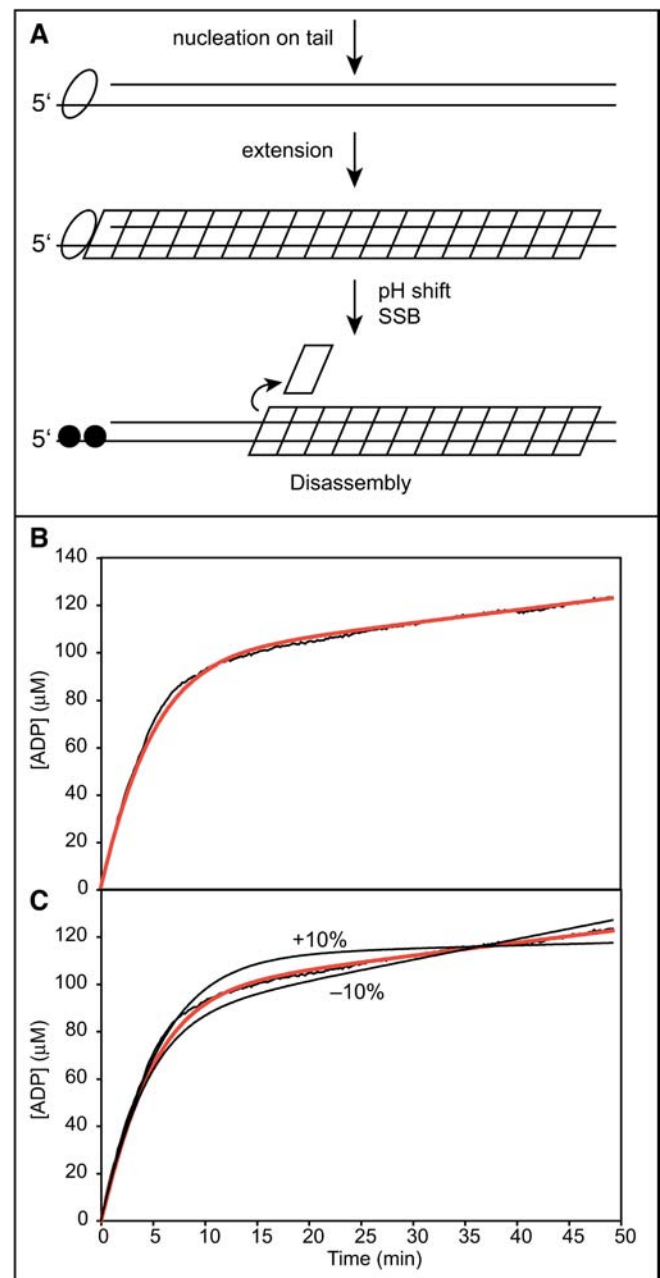 A
nucleation on tail
5‘
extension
5‘
pH shift
SSB
5‘
Disassembly
B
140
120
100
80
60
40
20
0
[ADP] (µM)
C
+10%
–10%
120
100
80
60
40
20
0
[ADP] (µM)
0 5 10 15 20 25 30 35 40 45 50
Time (min)